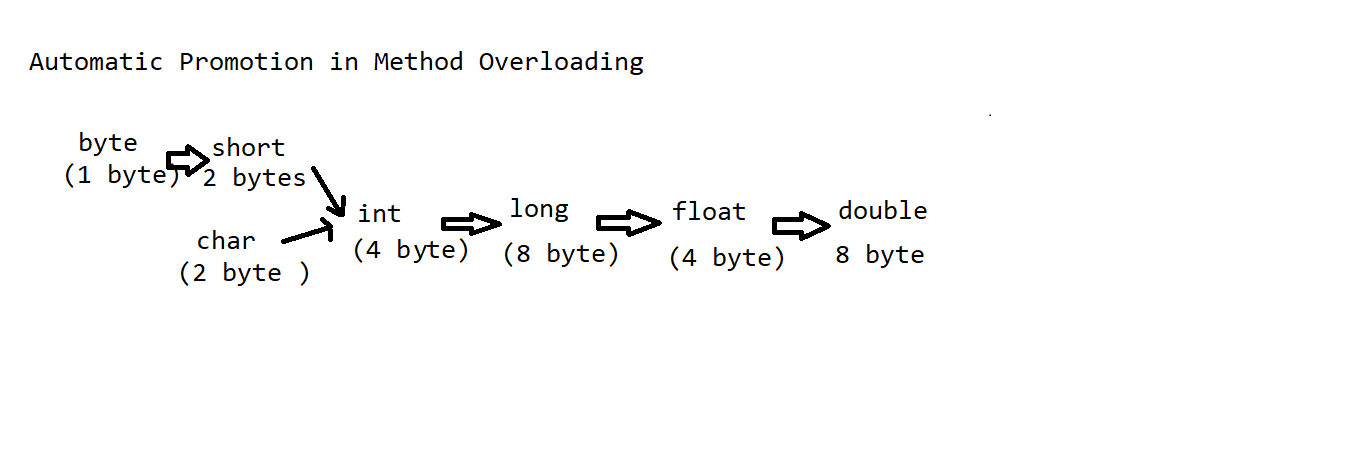 Automatic Promotion in Method Overloading
byte
(1 byte)
short
2 bytes
char
(2 byte )
int
(4 byte)
long
(8 byte)
float
(4 byte)
double
8 byte